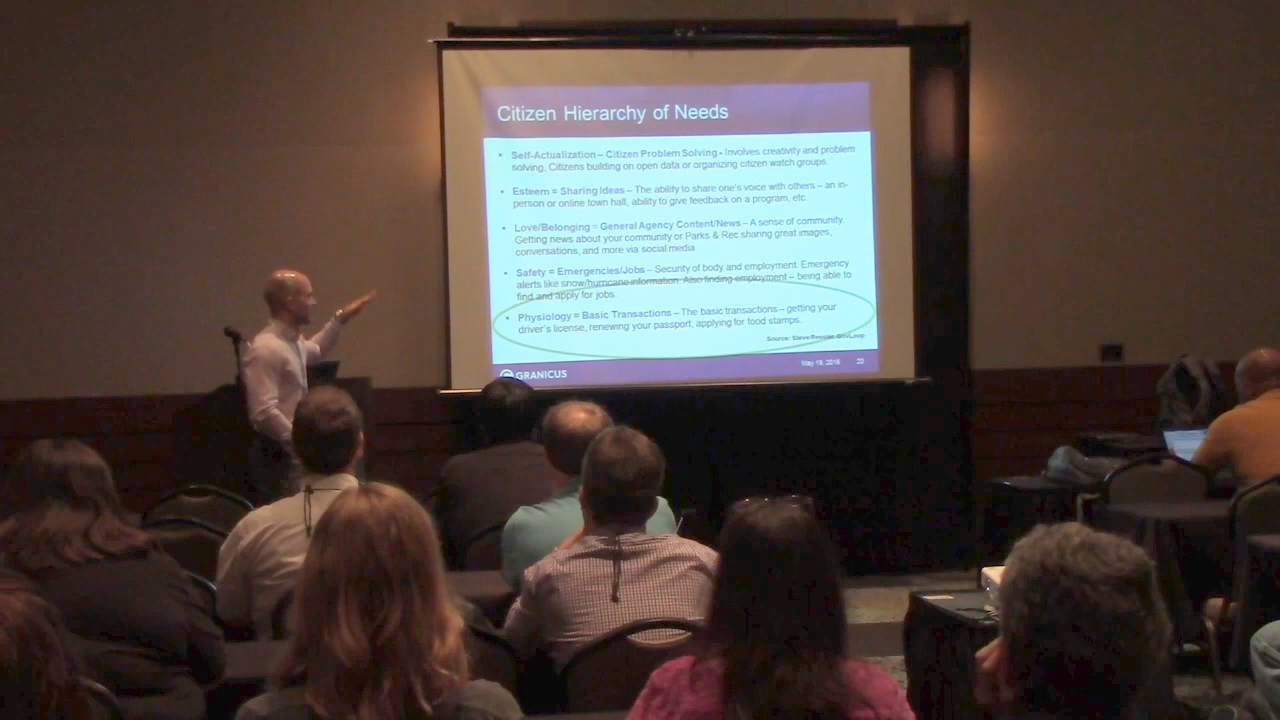 Citizen Hierarchy of Needs
• Self-Actualization – Citizen Problem Solving - Involves creativity and problem
solving. Citizens building on open data or organizing citizen watch groups.
• Esteem = Sharing Ideas – The ability to share one's voice with others – an in-
person or online town hall, ability to give feedback on a program, etc.
• Love/Belonging = General Agency Content/News – A sense of community.
Getting news about your community or Parks & Rec sharing great images,
conversations, and more via social media.
• Safety = Emergencies/Jobs – Security of body and employment. Emergency
alerts like snow/hurricane information. Also finding employment – being able to
find and apply for jobs.
• Physiology = Basic Transactions – The basic transactions – getting your
driver's license, renewing your passport, applying for food stamps.
Source: Steve GovLoop
GRANICUS
May 19, 2016 20